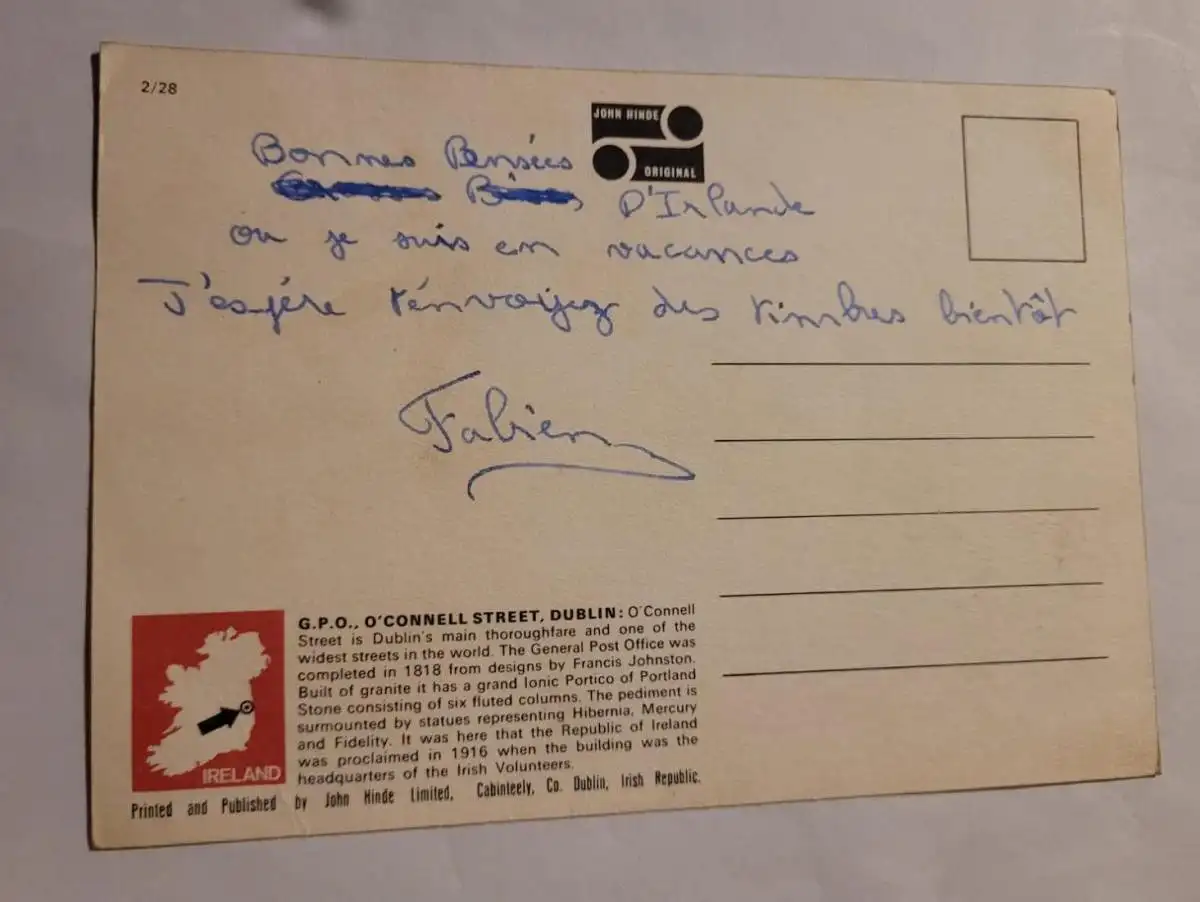 2/28
JOHN HINDE
ORIGINAL
Bonnes Pensées
D'Irlande
ou je suis en vacances
J'espère t'envoyez des timbres bientôt
Fabien
G.P.O., O'CONNELL STREET, DUBLIN: O'Connell
Street is Dublin's main thoroughfare and one of the
widest streets in the world. The General Post Office was
completed in 1818 from designs by Francis Johnston.
Built of granite it has a grand Ionic Portico of Portland
Stone consisting of six fluted columns. The pediment is
surmounted by statues representing Hibernia, Mercury
and Fidelity. It was here that the Republic of Ireland
was proclaimed in 1916 when the building was the
headquarters of the Irish Volunteers.
IRELAND
Printed and Published by John Hinde Limited, Cabinteely, Co. Dublin, Irish Republic.